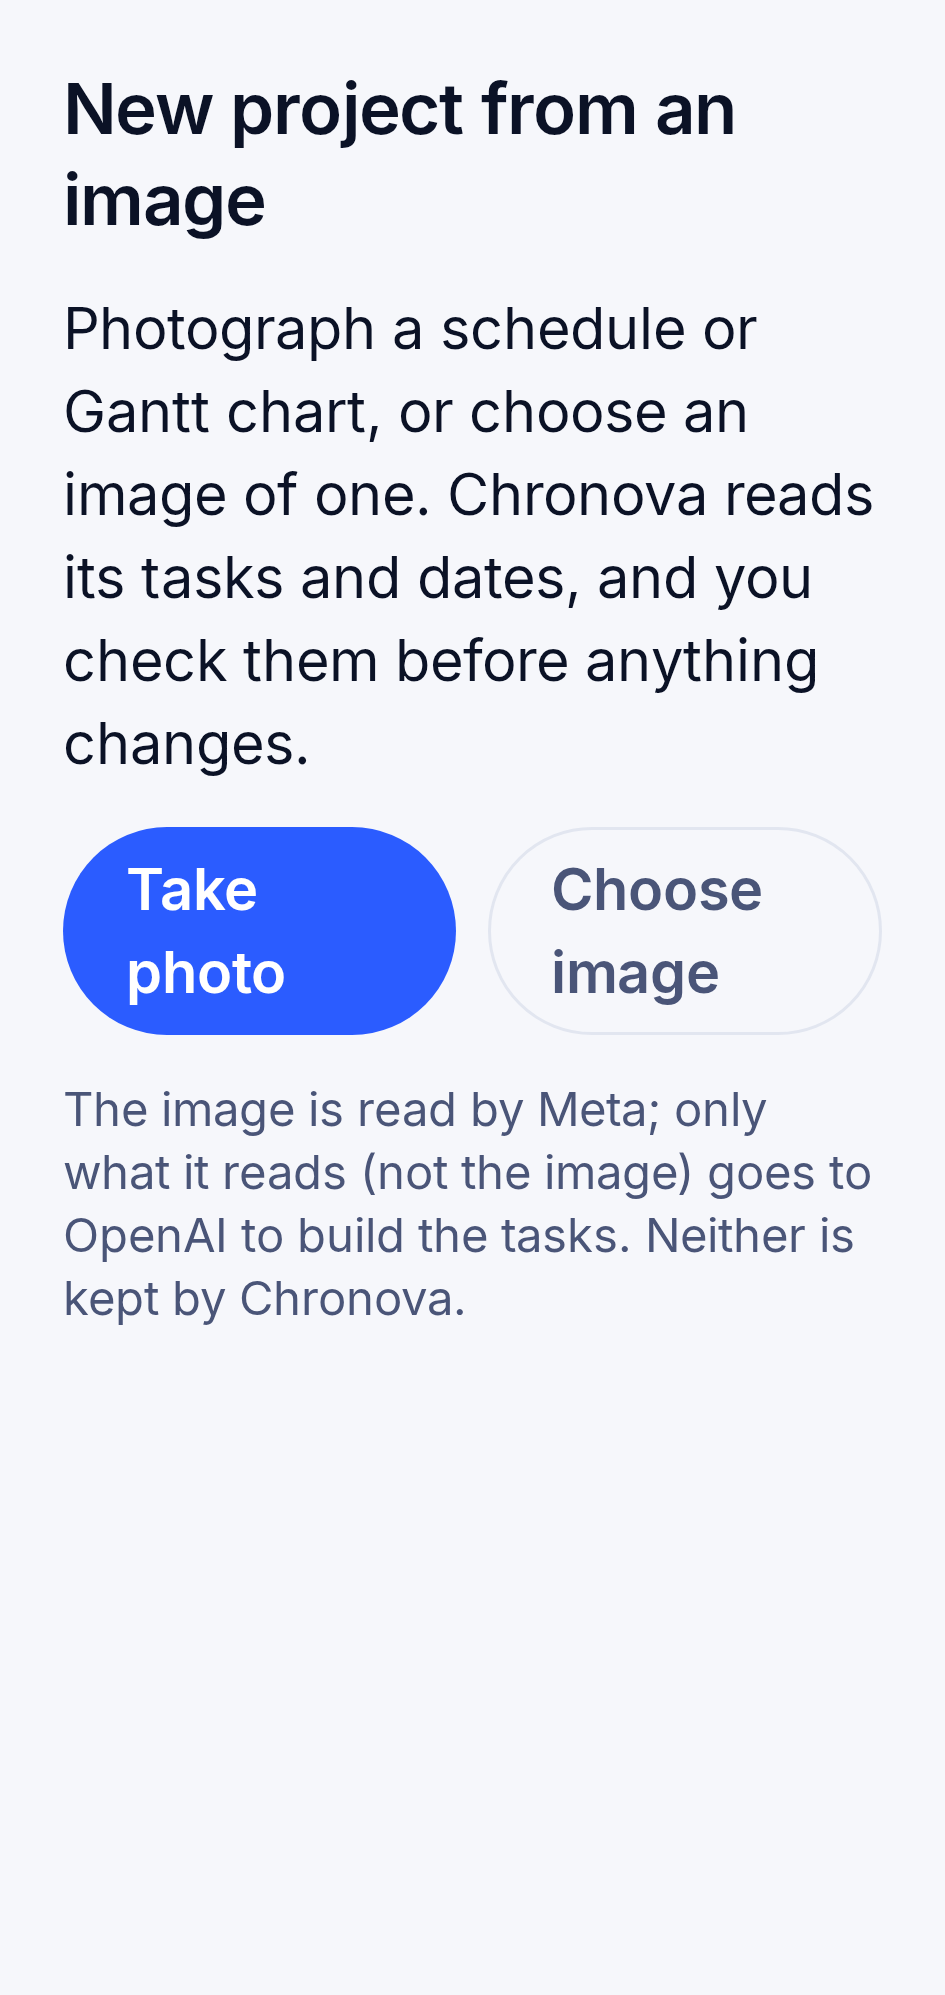 New project from an
image
Photograph a schedule or
Gantt chart, or choose an
image of one. Chronova reads
its tasks and dates, and you
check them before anything
changes.
Take
photo
Choose
image
The image is read by Meta; only
what it reads (not the image) goes to
OpenAI to build the tasks. Neither is
kept by Chronova.